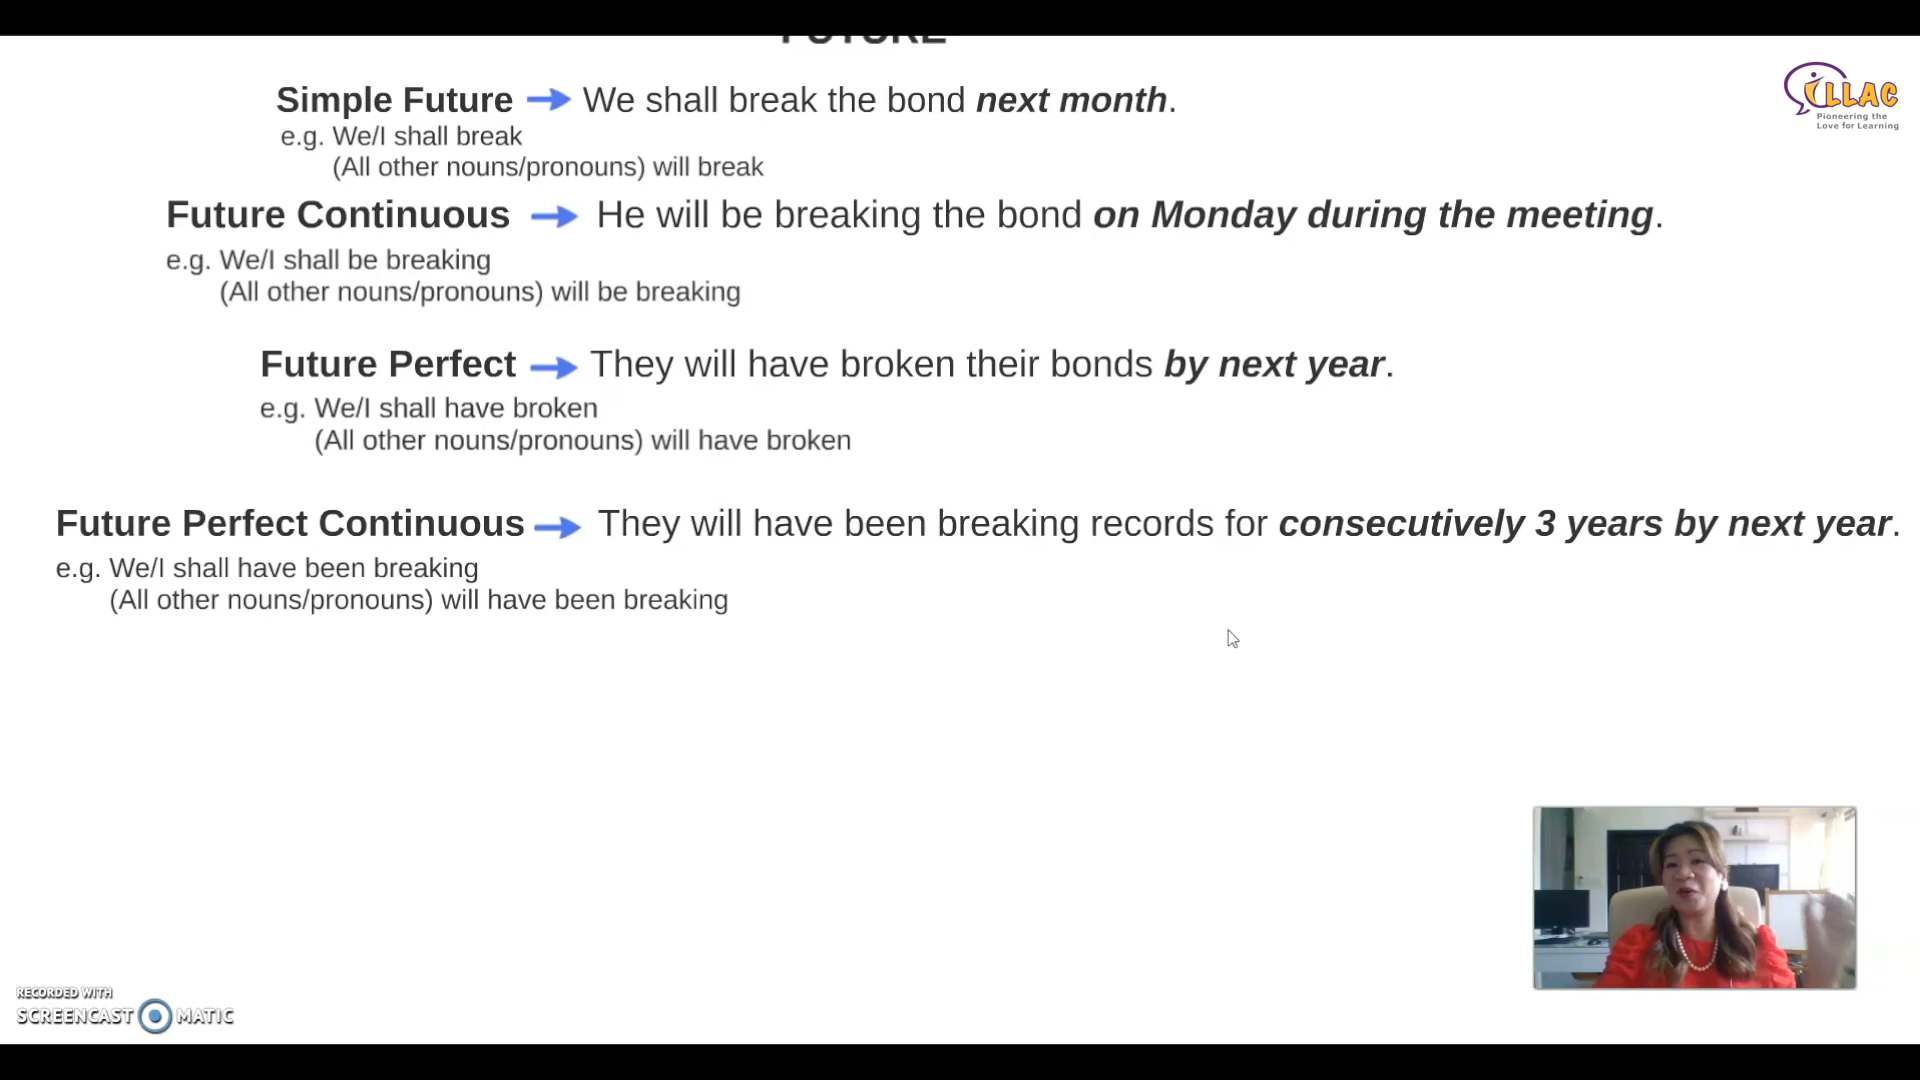 FUTURE
Simple Future We shall break the bond next month.
e.g. We/I shall break
(All other nouns/pronouns) will break
Future Continuous He will be breaking the bond on Monday during the meeting.
e.g. We/I shall be breaking
(All other nouns/pronouns) will be breaking
Future Perfect They will have broken their bonds by next year.
e.g. We/I shall have broken
(All other nouns/pronouns) will have broken
Future Perfect Continuous They will have been breaking records for consecutively 3 years by next year.
e.g. We/I shall have been breaking
(All other nouns/pronouns) will have been breaking
iLLAC
Pioneering the
Love for Learning
RECORDED WITH
SCREENCAST MATIC